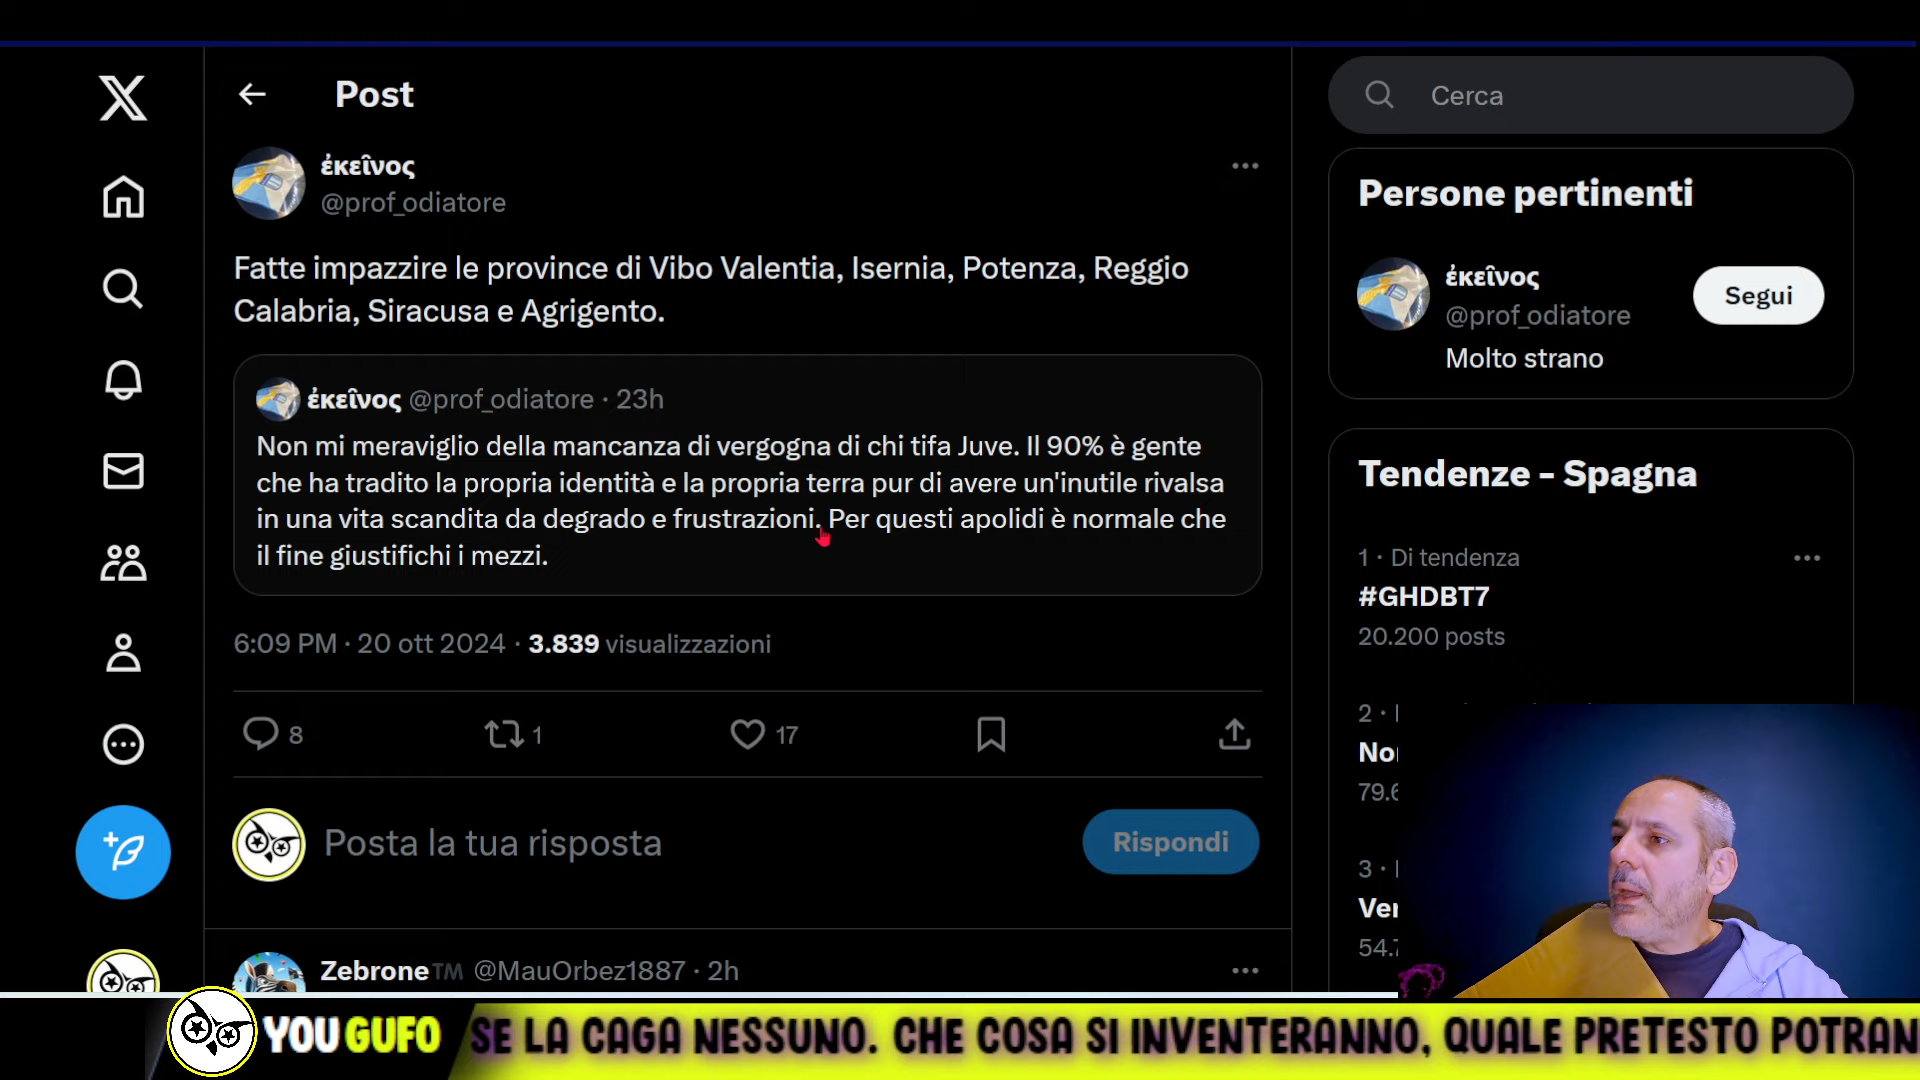 Post
Cerca
ἐκεῖνος
@prof_odiatore
Fatte impazzire le province di Vibo Valentia, Isernia, Potenza, Reggio
Calabria, Siracusa e Agrigento.
ἐκεῖνος @prof_odiatore · 23h
Non mi meraviglio della mancanza di vergogna di chi tifa Juve. Il 90% è gente
che ha tradito la propria identità e la propria terra pur di avere un'inutile rivalsa
in una vita scandita da degrado e frustrazioni. Per questi apolidi è normale che
il fine giustifichi i mezzi.
6:09 PM · 20 ott 2024 · 3.839 visualizzazioni
8
1
17
Posta la tua risposta
Rispondi
Zebrone™ @MauOrbez1887 · 2h
Persone pertinenti
ἐκεῖνος
@prof_odiatore
Segui
Molto strano
Tendenze - Spagna
1 · Di tendenza
#GHDBT7
20.200 posts
2 ·
3 ·
YOU GUFO
SE LA CAGA NESSUNO. CHE COSA SI INVENTERANNO, QUALE PRETESTO POTRAN